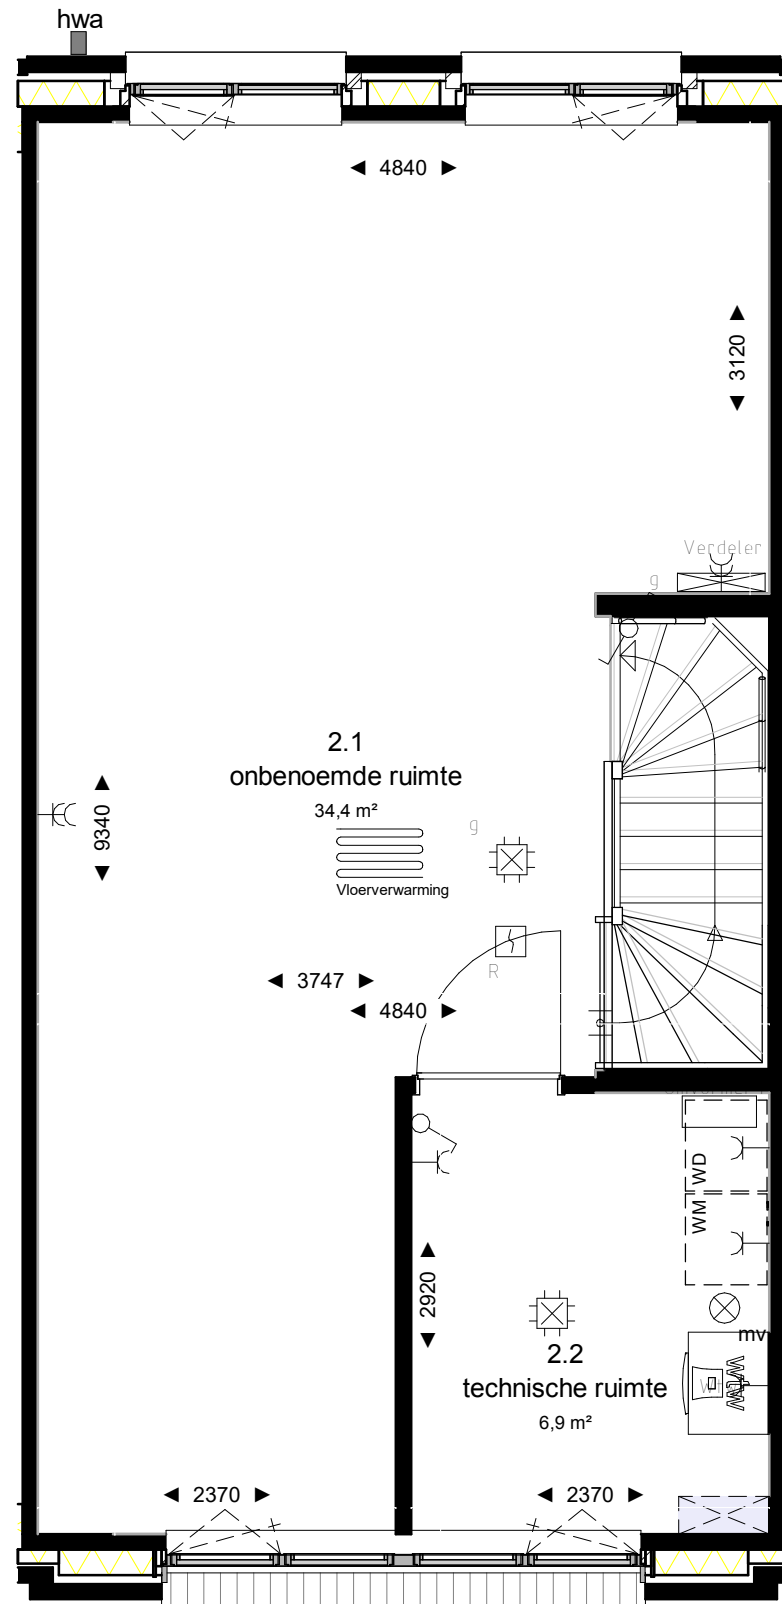 hwa
4840
3120
Verdeler
g
2.1
onbenoemde ruimte
34,4 m²
9340
g
Vloerverwarming
R
3747
4840
WD
WM
2920
mv
2.2
WTW
technische ruimte
6,9 m²
2370
2370